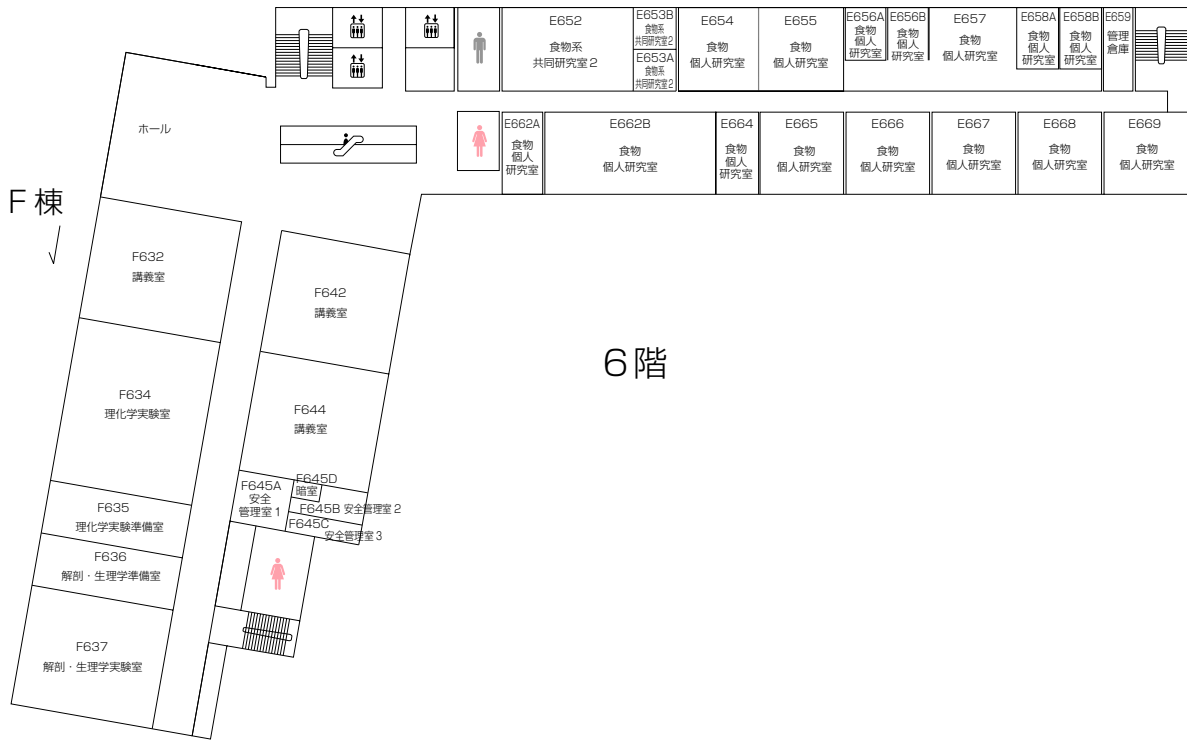 E652
食物系
共同研究室2
E653B
食物系
共同研究室2
E653A
食物系
共同研究室2
E654
食物
個人研究室
E655
食物
個人研究室
E656A
食物
個人
研究室
E656B
食物
個人
研究室
E657
食物
個人研究室
E658A
食物
個人
研究室
E658B
食物
個人
研究室
E659
管理
倉庫
ホール
E662A
食物
個人
研究室
E662B
食物
個人研究室
E664
食物
個人
研究室
E665
食物
個人研究室
E666
食物
個人研究室
E667
食物
個人研究室
E668
食物
個人研究室
E669
食物
個人研究室
F棟
F632
講義室
F642
講義室
6階
F634
理化学実験室
F644
講義室
F645A
安全
管理室1
F645D
暗室
F645B 安全管理室2
F645C
安全管理室3
F635
理化学実験準備室
F636
解剖・生理学準備室
F637
解剖・生理学実験室